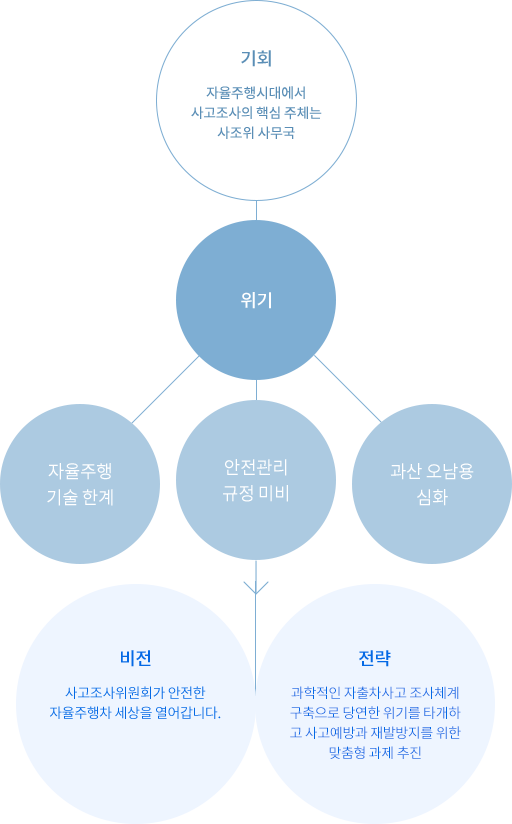 기회
자율주행시대에서
사고조사의 핵심 주체는
사조위 사무국
위기
자율주행
기술 한계
안전관리
규정 미비
과산 오남용
심화
비전
사고조사위원회가 안전한
자율주행차 세상을 열어갑니다.
전략
과학적인 자출차사고 조사체계
구축으로 당연한 위기를 타개하
고 사고예방과 재발방지를 위한
맞춤형 과제 추진